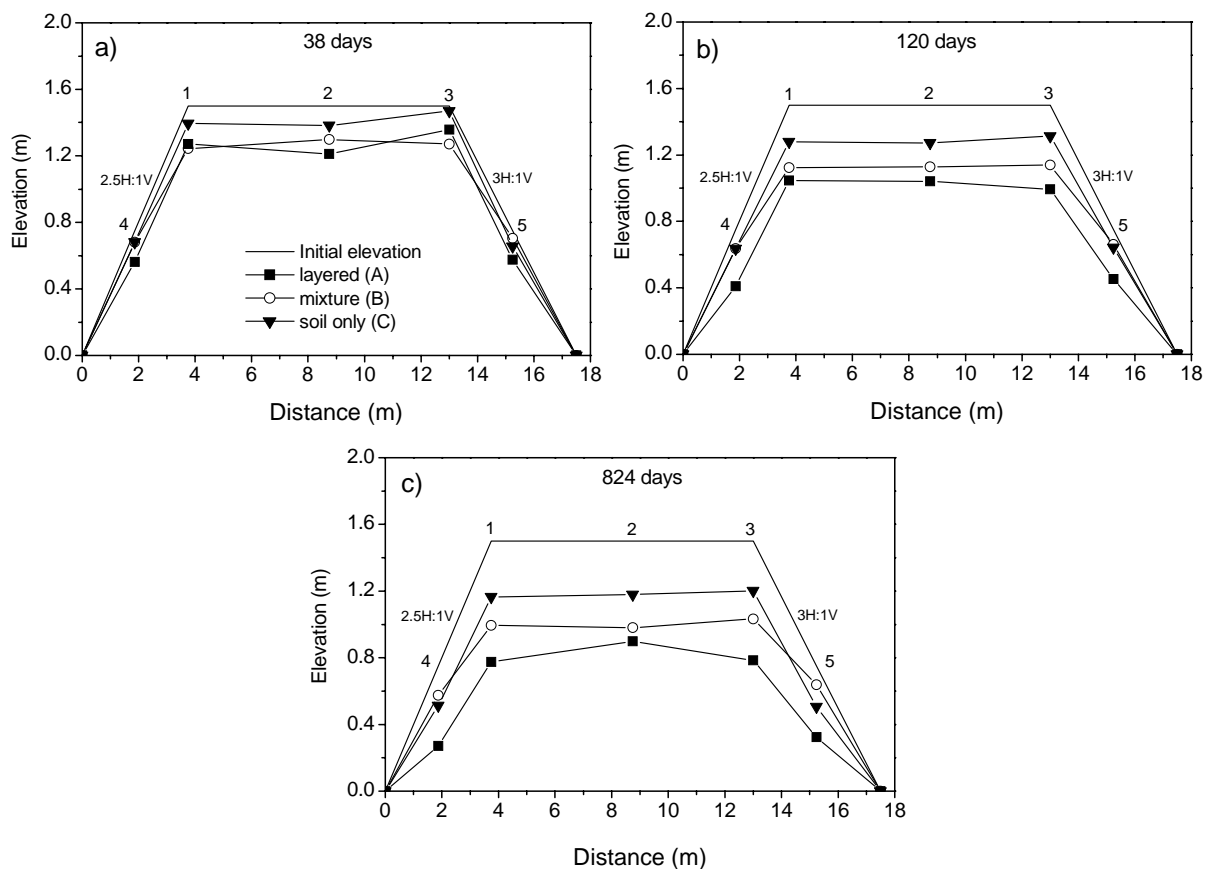 a)
38 days
2.0
1.6
1.2
0.8
0.4
0.0
Elevation (m)
1
2
3
2.5H:1V
3H:1V
4
5
Initial elevation
layered (A)
mixture (B)
soil only (C)
0 2 4 6 8 10 12 14 16 18
Distance (m)
b)
120 days
2.0
1.6
1.2
0.8
0.4
0.0
Elevation (m)
1
2
3
2.5H:1V
3H:1V
4
5
0 2 4 6 8 10 12 14 16 18
Distance (m)
c)
824 days
2.0
1.6
1.2
0.8
0.4
0.0
Elevation (m)
1
2
3
2.5H:1V
3H:1V
4
5
0 2 4 6 8 10 12 14 16 18
Distance (m)